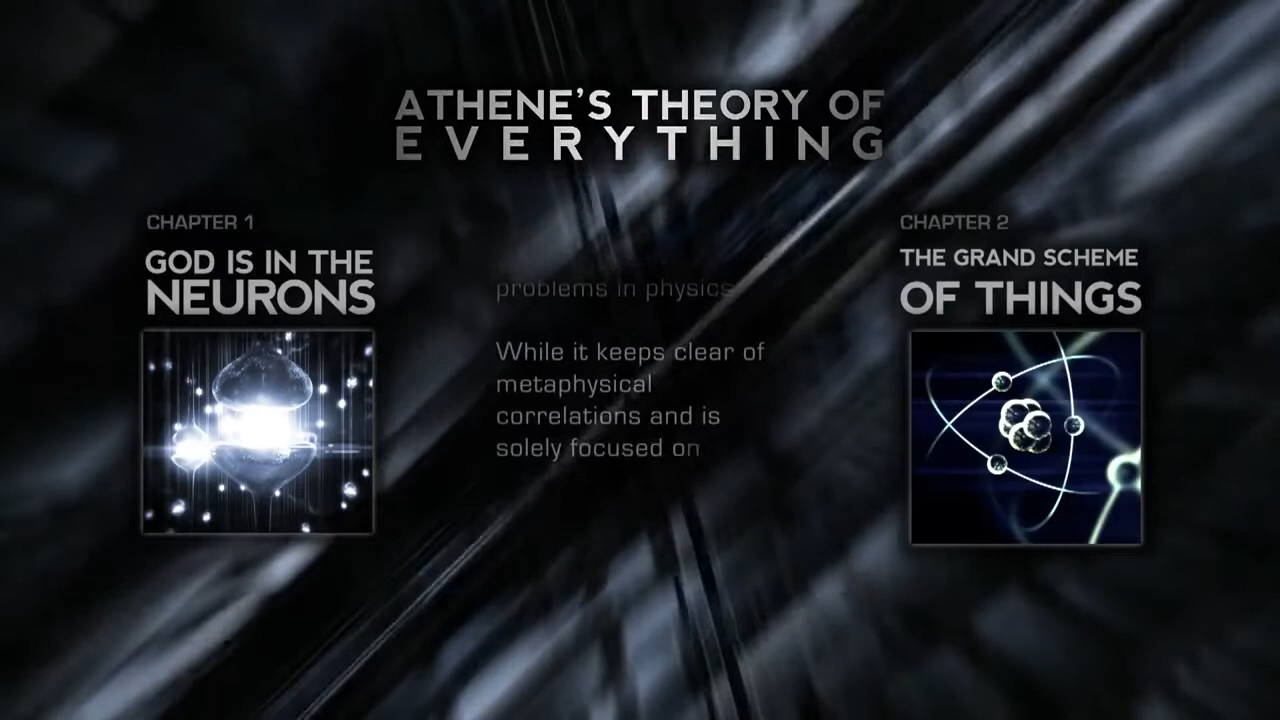 ATHENE'S THEORY OF
EVERYTHING
CHAPTER 1
GOD IS IN THE
NEURONS
problems in physics
While it keeps clear of
metaphysical
correlations and is
solely focused on
CHAPTER 2
THE GRAND SCHEME
OF THINGS